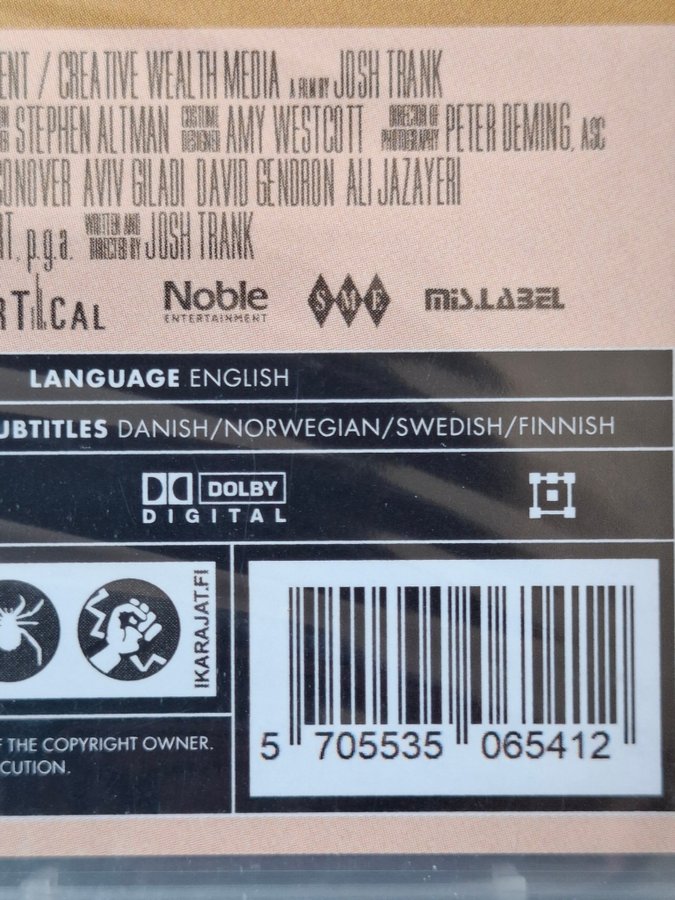 ENT / CREATIVE WEALTH MEDIA A FILM BY JOSH TRANK
STEPHEN ALTMAN COSTUME DESIGNER AMY WESTCOTT DIRECTOR OF PHOTOGRAPHY PETER DEMING, ASC
CONOVER AVIV GILADI DAVID GENDRON ALI JAZAYERI
RT, p.g.a. WRITTEN AND DIRECTED BY JOSH TRANK
RTICAL Noble ENTERTAINMENT SMF mis.LABEL
LANGUAGE ENGLISH
UBTITLES DANISH/NORWEGIAN/SWEDISH/FINNISH
DOLBY
DIGITAL
IKARAJAT.FI
F THE COPYRIGHT OWNER.
CUTION.
5 705535 065412